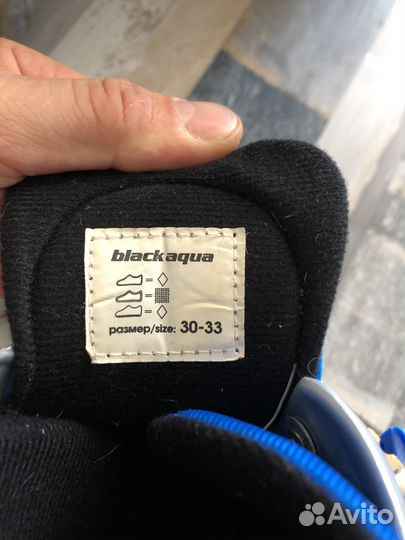 blackaqua
=
=
=
размер/size: 30-33
Avito